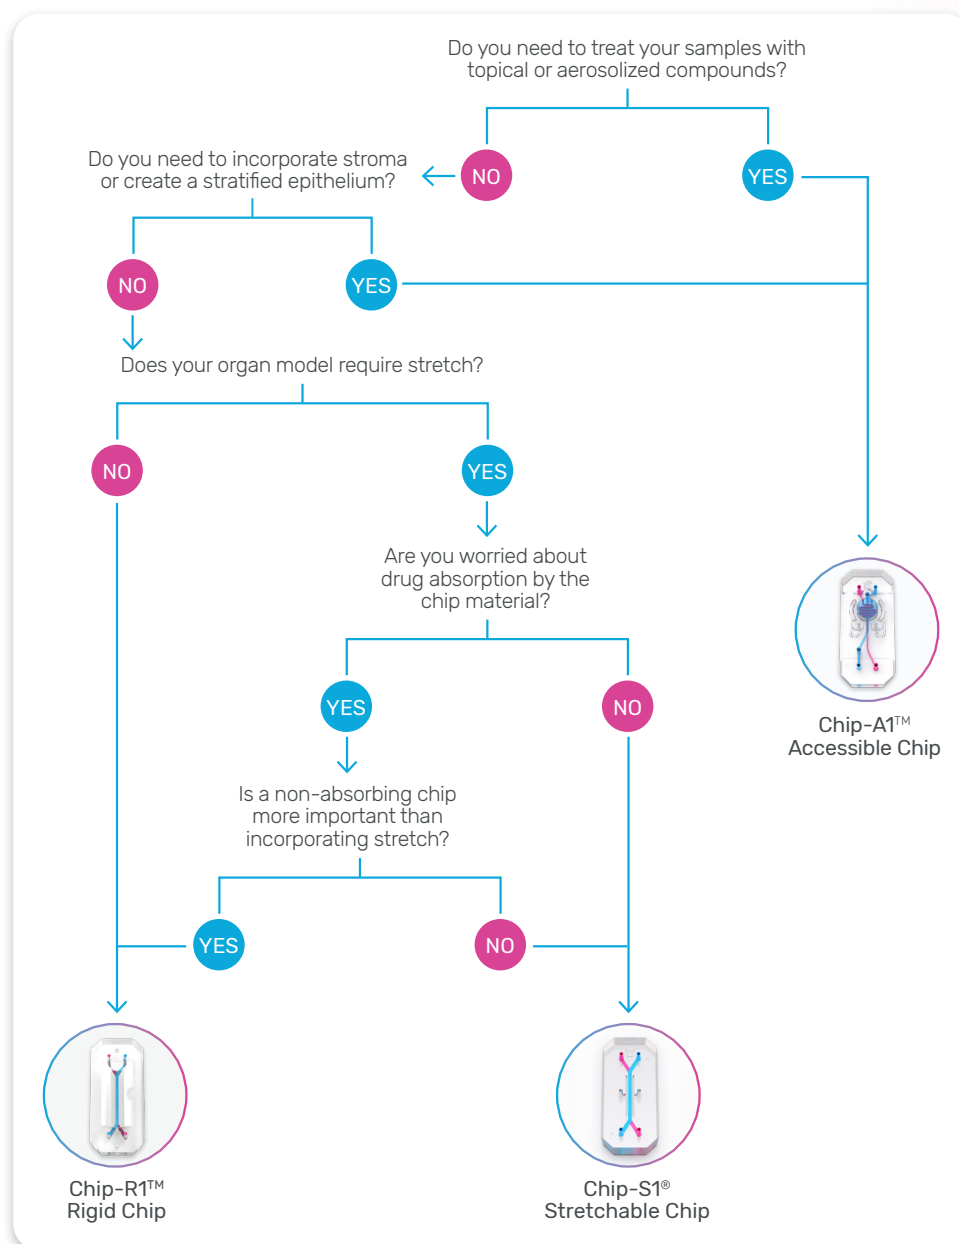 Do you need to treat your samples with
topical or aerosolized compounds?
NO
YES
Do you need to incorporate stroma
or create a stratified epithelium?
NO
YES
Does your organ model require stretch?
NO
YES
Are you worried about
drug absorption by the
chip material?
YES
NO
Chip-A1™
Accessible Chip
Is a non-absorbing chip
more important than
incorporating stretch?
YES
NO
Chip-R1™
Rigid Chip
Chip-S1®
Stretchable Chip